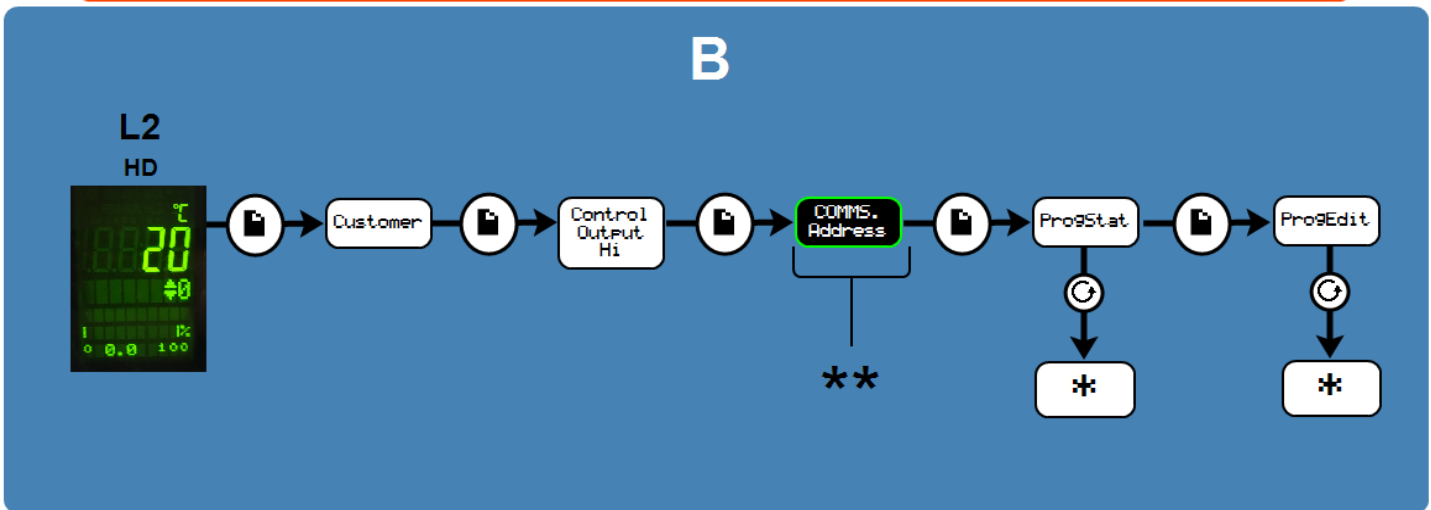 B
L2
HD
°C
20
0
1%
0 0.0 100
Customer
Control
Output
Hi
COMMS.
Address
ProgStat
ProgEdit
**
*
*